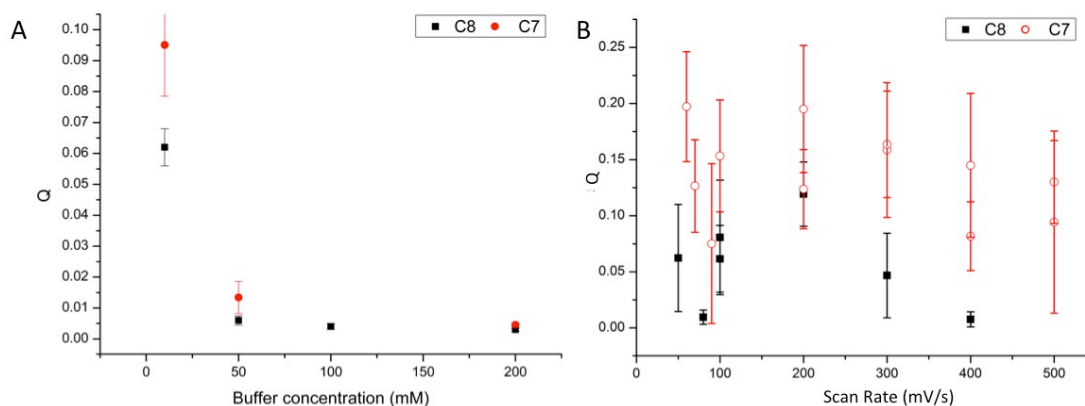 A
C8 C7
0.10
0.09
0.08
0.07
0.06
0.05
0.04
0.03
0.02
0.01
0.00
Q
0 50 100 150 200
Buffer concentration (mM)
B
C8 C7
0.25
0.20
0.15
0.10
0.05
0.00
Q
0 100 200 300 400 500
Scan Rate (mV/s)